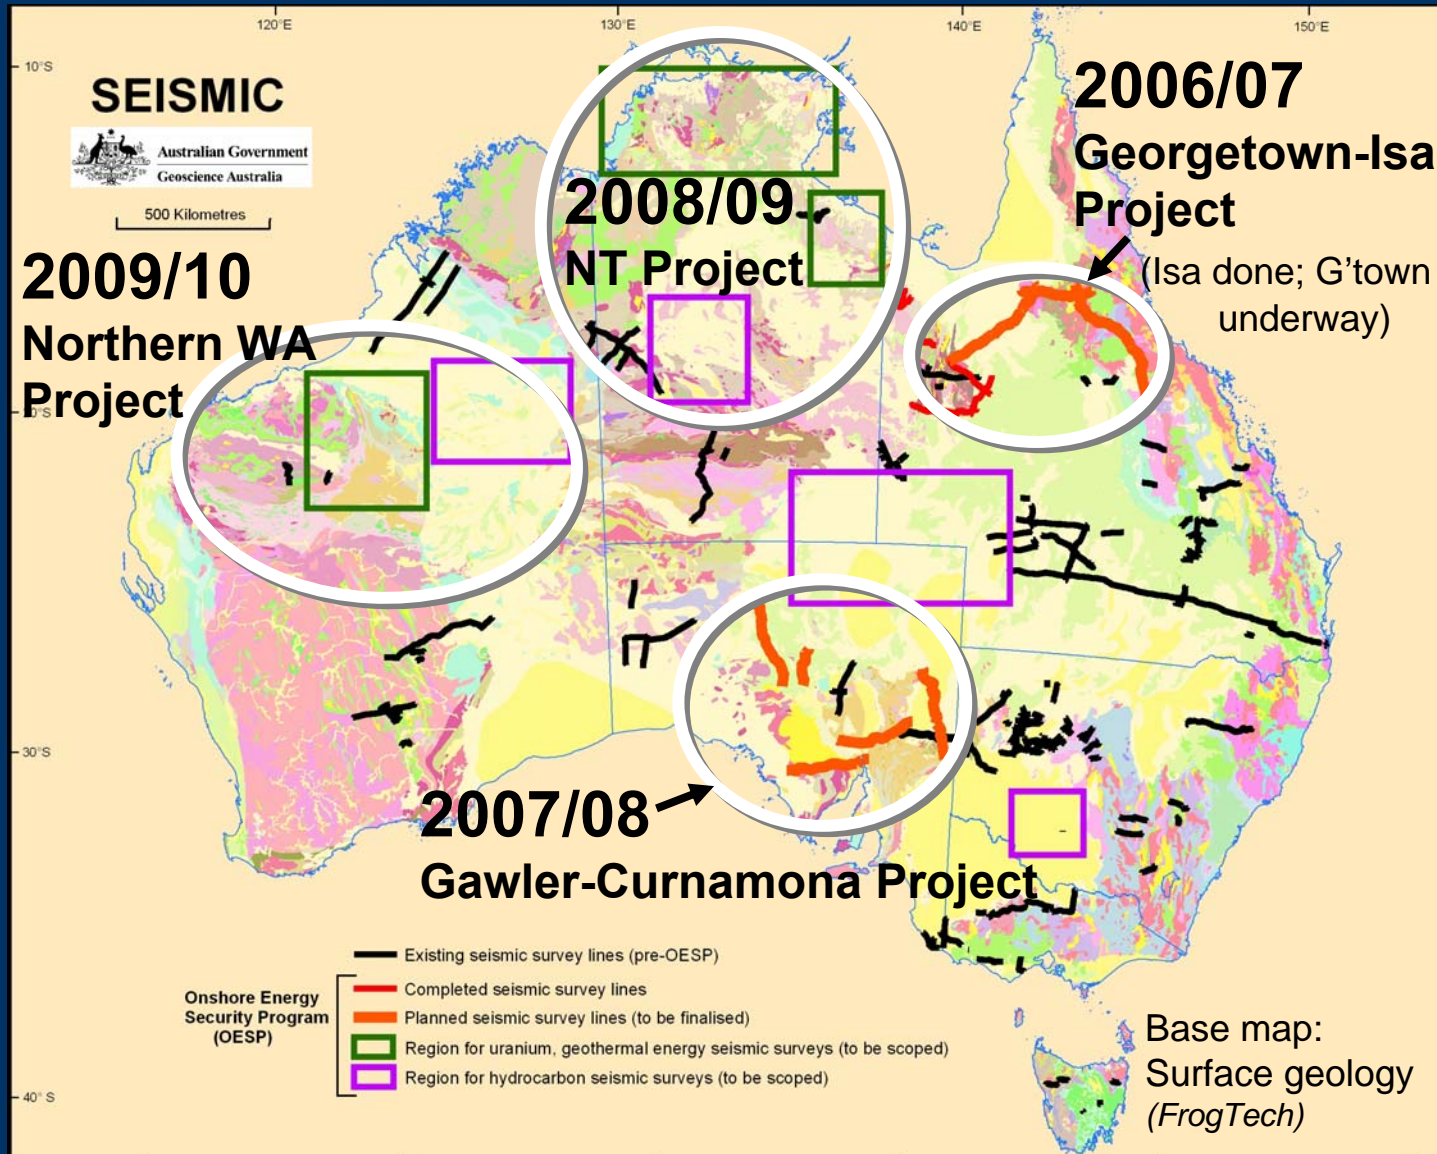 120°E
130°E
140°E
150°E
10°S
SEISMIC
Australian Government
Geoscience Australia
500 Kilometres
2006/07
Georgetown-Isa
Project
(Isa done; G'town
underway)
2008/09
NT Project
2009/10
Northern WA
Project
30°S
2007/08
Gawler-Curnamona Project
Existing seismic survey lines (pre-OESP)
Onshore Energy
Security Program
(OESP)
Completed seismic survey lines
Planned seismic survey lines (to be finalised)
Region for uranium, geothermal energy seismic surveys (to be scoped)
Region for hydrocarbon seismic surveys (to be scoped)
40° S
Base map:
Surface geology
(FrogTech)